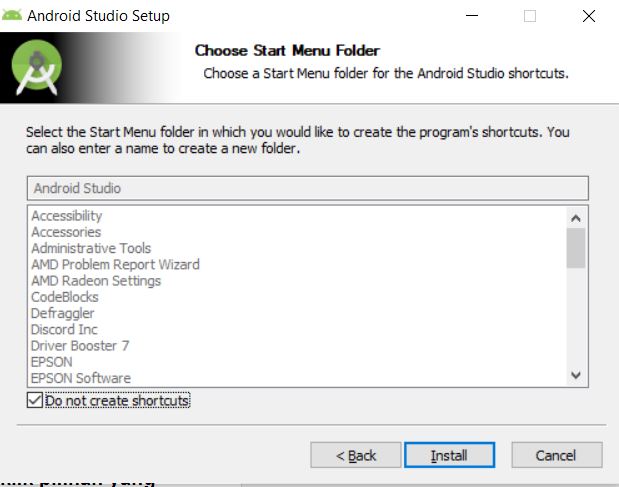 Android Studio Setup
Choose Start Menu Folder
Choose a Start Menu folder for the Android Studio shortcuts.
Select the Start Menu folder in which you would like to create the program's shortcuts. You
can also enter a name to create a new folder.
Android Studio
Accessibility
Accessories
Administrative Tools
AMD Problem Report Wizard
AMD Radeon Settings
CodeBlocks
Defraggler
Discord Inc
Driver Booster 7
EPSON
EPSON Software
Do not create shortcuts
< Back
Install
Cancel